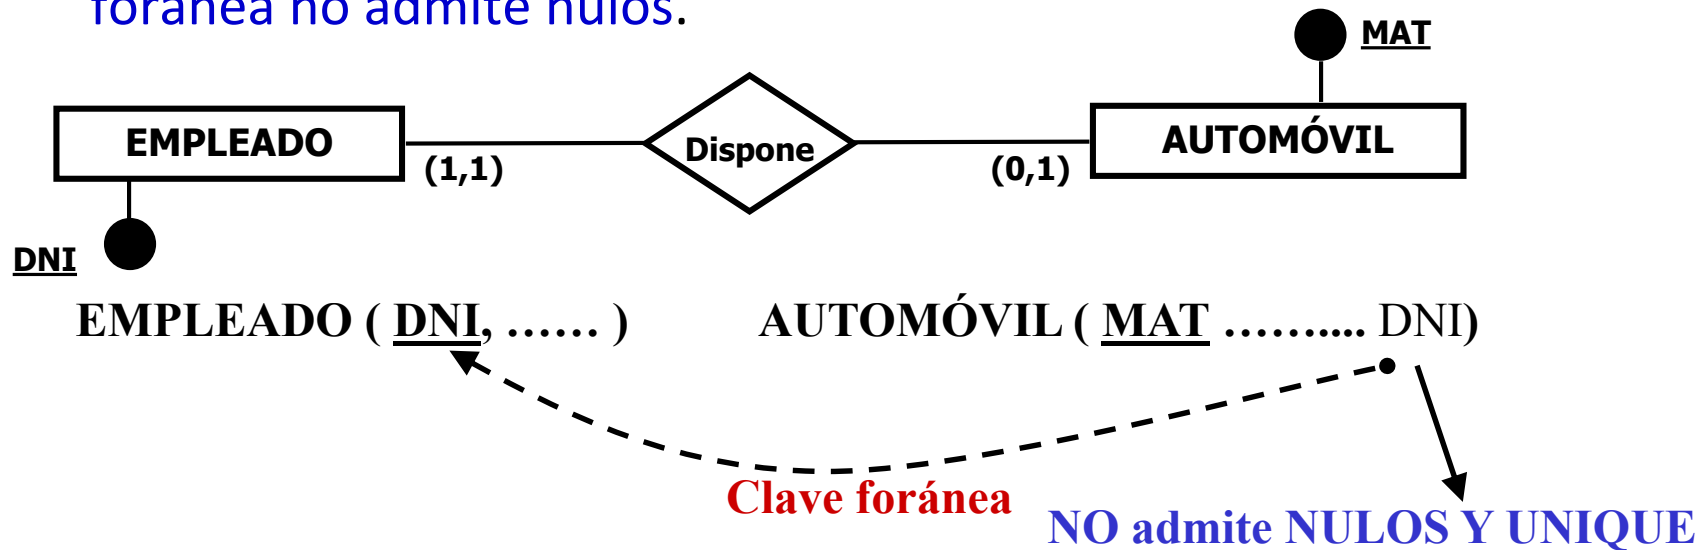 foránea no admite nulos.
MAT
EMPLEADO
Dispone
AUTOMÓVIL
(1,1)
(0,1)
DNI
EMPLEADO ( DNI, …… )
AUTOMÓVIL ( MAT …….... DNI)
Clave foránea
NO admite NULOS Y UNIQUE